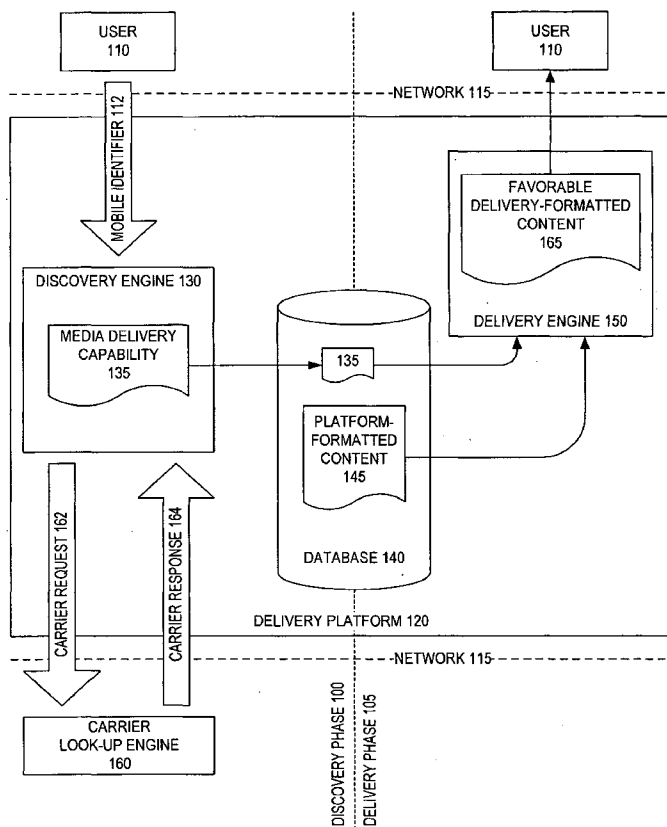 USER
110
USER
110
NETWORK 115
MOBILE IDENTIFIER 112
FAVORABLE
DELIVERY-FORMATTED
CONTENT
165
DELIVERY ENGINE 150
DISCOVERY ENGINE 130
MEDIA DELIVERY
CAPABILITY
135
135
PLATFORM-
FORMATTED
CONTENT
145
DATABASE 140
CARRIER REQUEST 162
CARRIER RESPONSE 164
DELIVERY PLATFORM 120
NETWORK 115
CARRIER
LOOK-UP ENGINE
160
DISCOVERY PHASE 100
DELIVERY PHASE 105